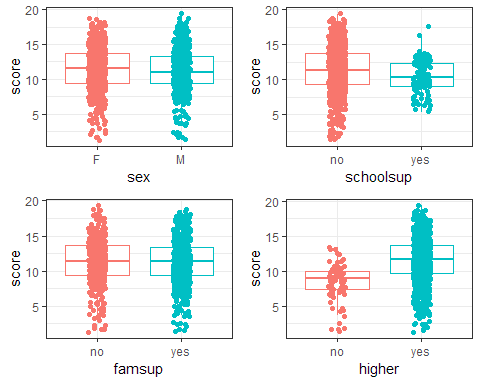 20
15
10
5
score
F M
sex
20
15
10
5
score
no yes
schoolsup
20
15
10
5
score
no yes
famsup
20
15
10
5
score
no yes
higher